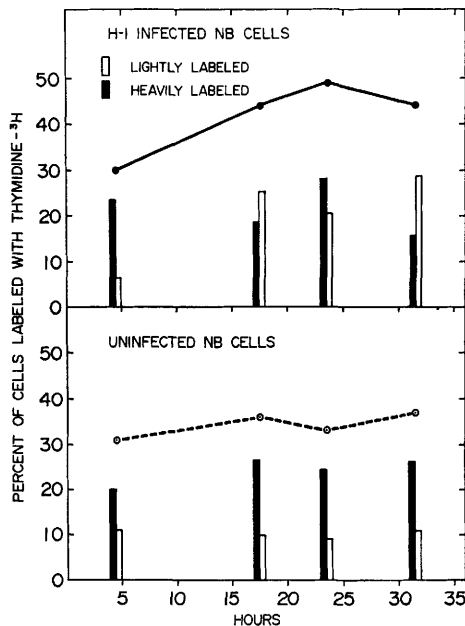 H-1 INFECTED NB CELLS
LIGHTLY LABELED
HEAVILY LABELED
50
40
30
20
10
0
UNINFECTED NB CELLS
50
40
30
20
10
0
5 10 15 20 25 30 35
HOURS
PERCENT OF CELLS LABELED WITH THYMIDINE-³H